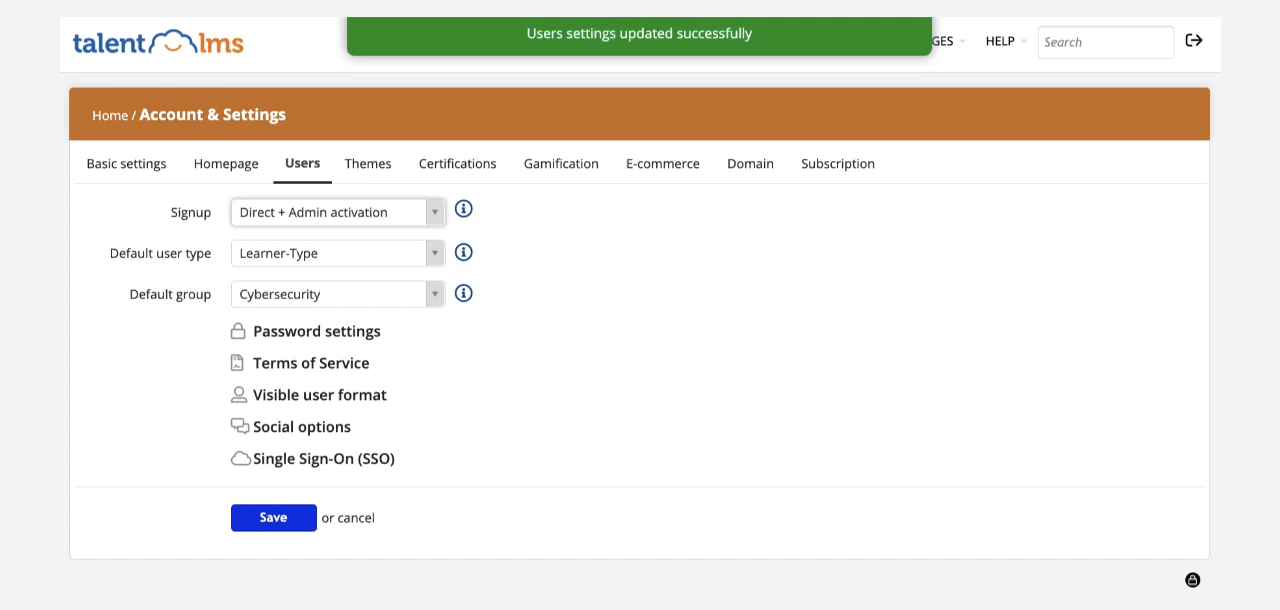 talentlms
Users settings updated successfully
GES
HELP
Search
Home / Account & Settings
Basic settings Homepage Users Themes Certifications Gamification E-commerce Domain Subscription
Signup Direct + Admin activation
Default user type Learner-Type
Default group Cybersecurity
Password settings
Terms of Service
Visible user format
Social options
Single Sign-On (SSO)
Save or cancel